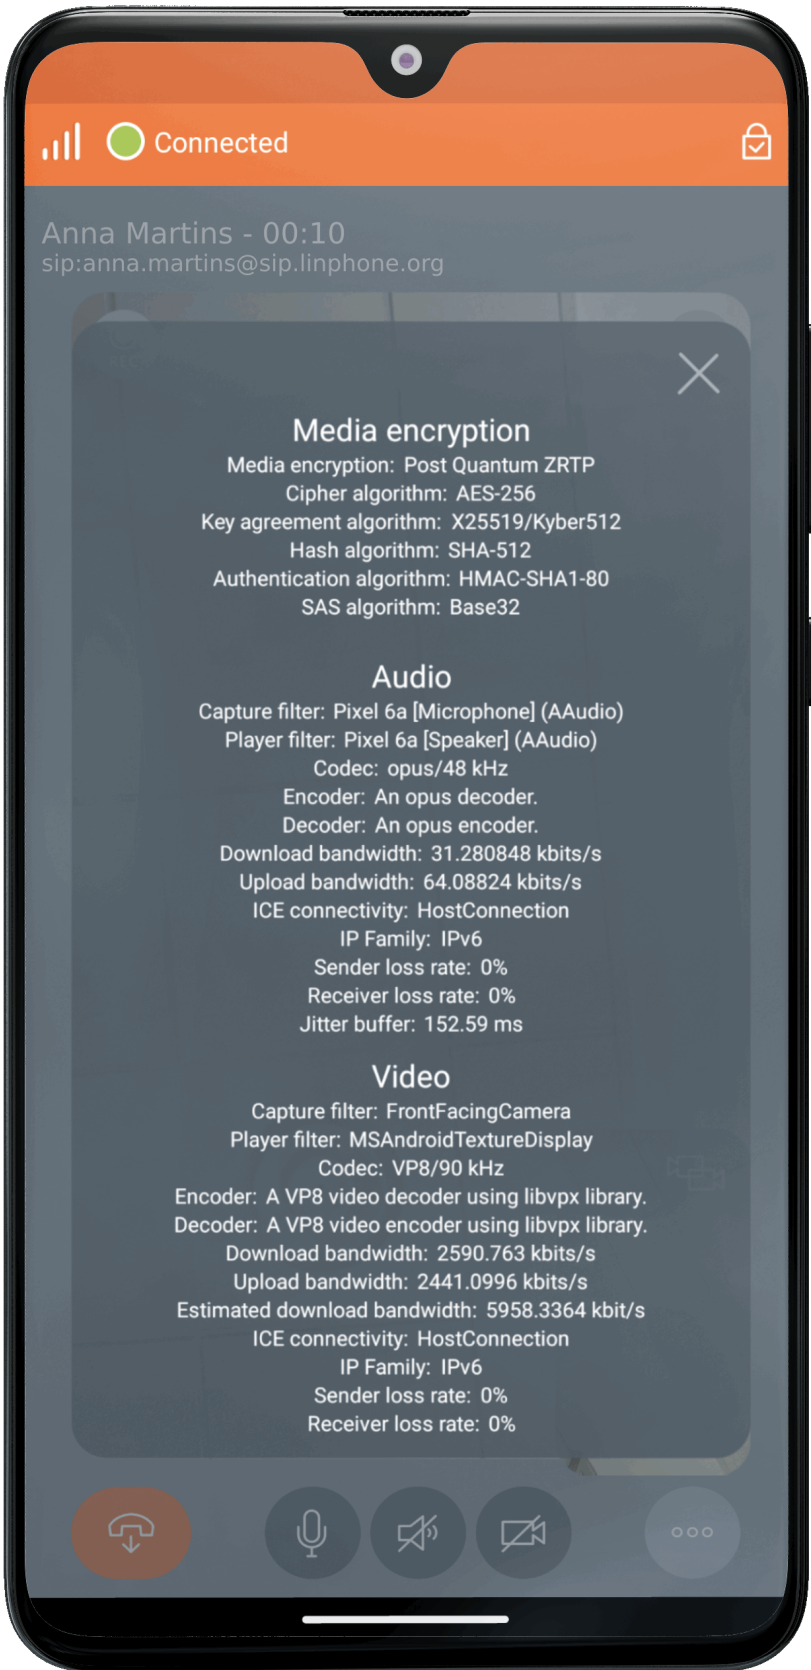 Connected
Anna Martins - 00:10
sip:anna.martins@sip.linphone.org
Media encryption
Media encryption: Post Quantum ZRTP
Cipher algorithm: AES-256
Key agreement algorithm: X25519/Kyber512
Hash algorithm: SHA-512
Authentication algorithm: HMAC-SHA1-80
SAS algorithm: Base32
Audio
Capture filter: Pixel 6a [Microphone] (AAudio)
Player filter: Pixel 6a [Speaker] (AAudio)
Codec: opus/48 kHz
Encoder: An opus decoder.
Decoder: An opus encoder.
Download bandwidth: 31.280848 kbits/s
Upload bandwidth: 64.08824 kbits/s
ICE connectivity: HostConnection
IP Family: IPv6
Sender loss rate: 0%
Receiver loss rate: 0%
Jitter buffer: 152.59 ms
Video
Capture filter: FrontFacingCamera
Player filter: MSAndroidTextureDisplay
Codec: VP8/90 kHz
Encoder: A VP8 video decoder using libvpx library.
Decoder: A VP8 video encoder using libvpx library.
Download bandwidth: 2590.763 kbits/s
Upload bandwidth: 2441.0996 kbits/s
Estimated download bandwidth: 5958.3364 kbit/s
ICE connectivity: HostConnection
IP Family: IPv6
Sender loss rate: 0%
Receiver loss rate: 0%